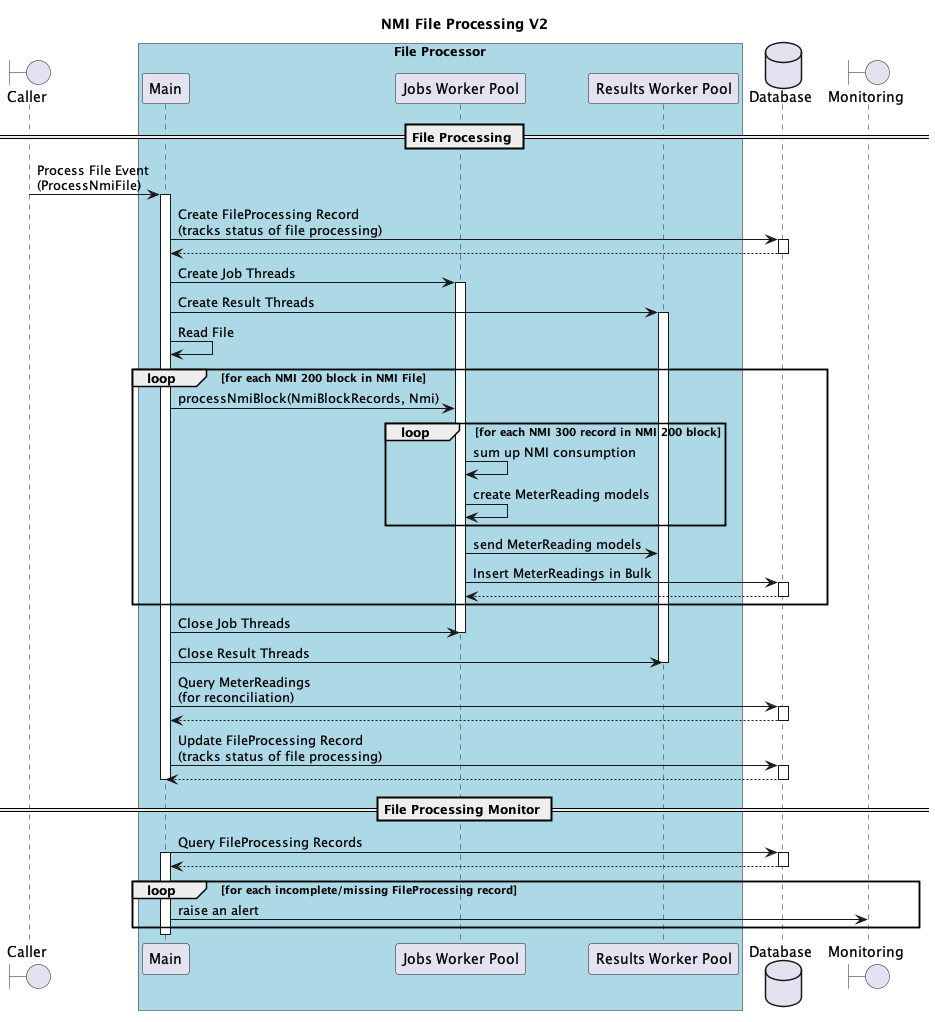 NMI File Processing V2
File Processor
Caller
Main
Jobs Worker Pool
Results Worker Pool
Database
Monitoring
File Processing
Process File Event
(ProcessNmiFile)
Create FileProcessing Record
(tracks status of file processing)
Create Job Threads
Create Result Threads
Read File
loop
[for each NMI 200 block in NMI File]
processNmiBlock(NmiBlockRecords, Nmi)
loop
[for each NMI 300 record in NMI 200 block]
sum up NMI consumption
create MeterReading models
send MeterReading models
Insert MeterReadings in Bulk
Close Job Threads
Close Result Threads
Query MeterReadings
(for reconciliation)
Update FileProcessing Record
(tracks status of file processing)
File Processing Monitor
Query FileProcessing Records
loop
[for each incomplete/missing FileProcessing record]
raise an alert
Caller
Main
Jobs Worker Pool
Results Worker Pool
Database
Monitoring